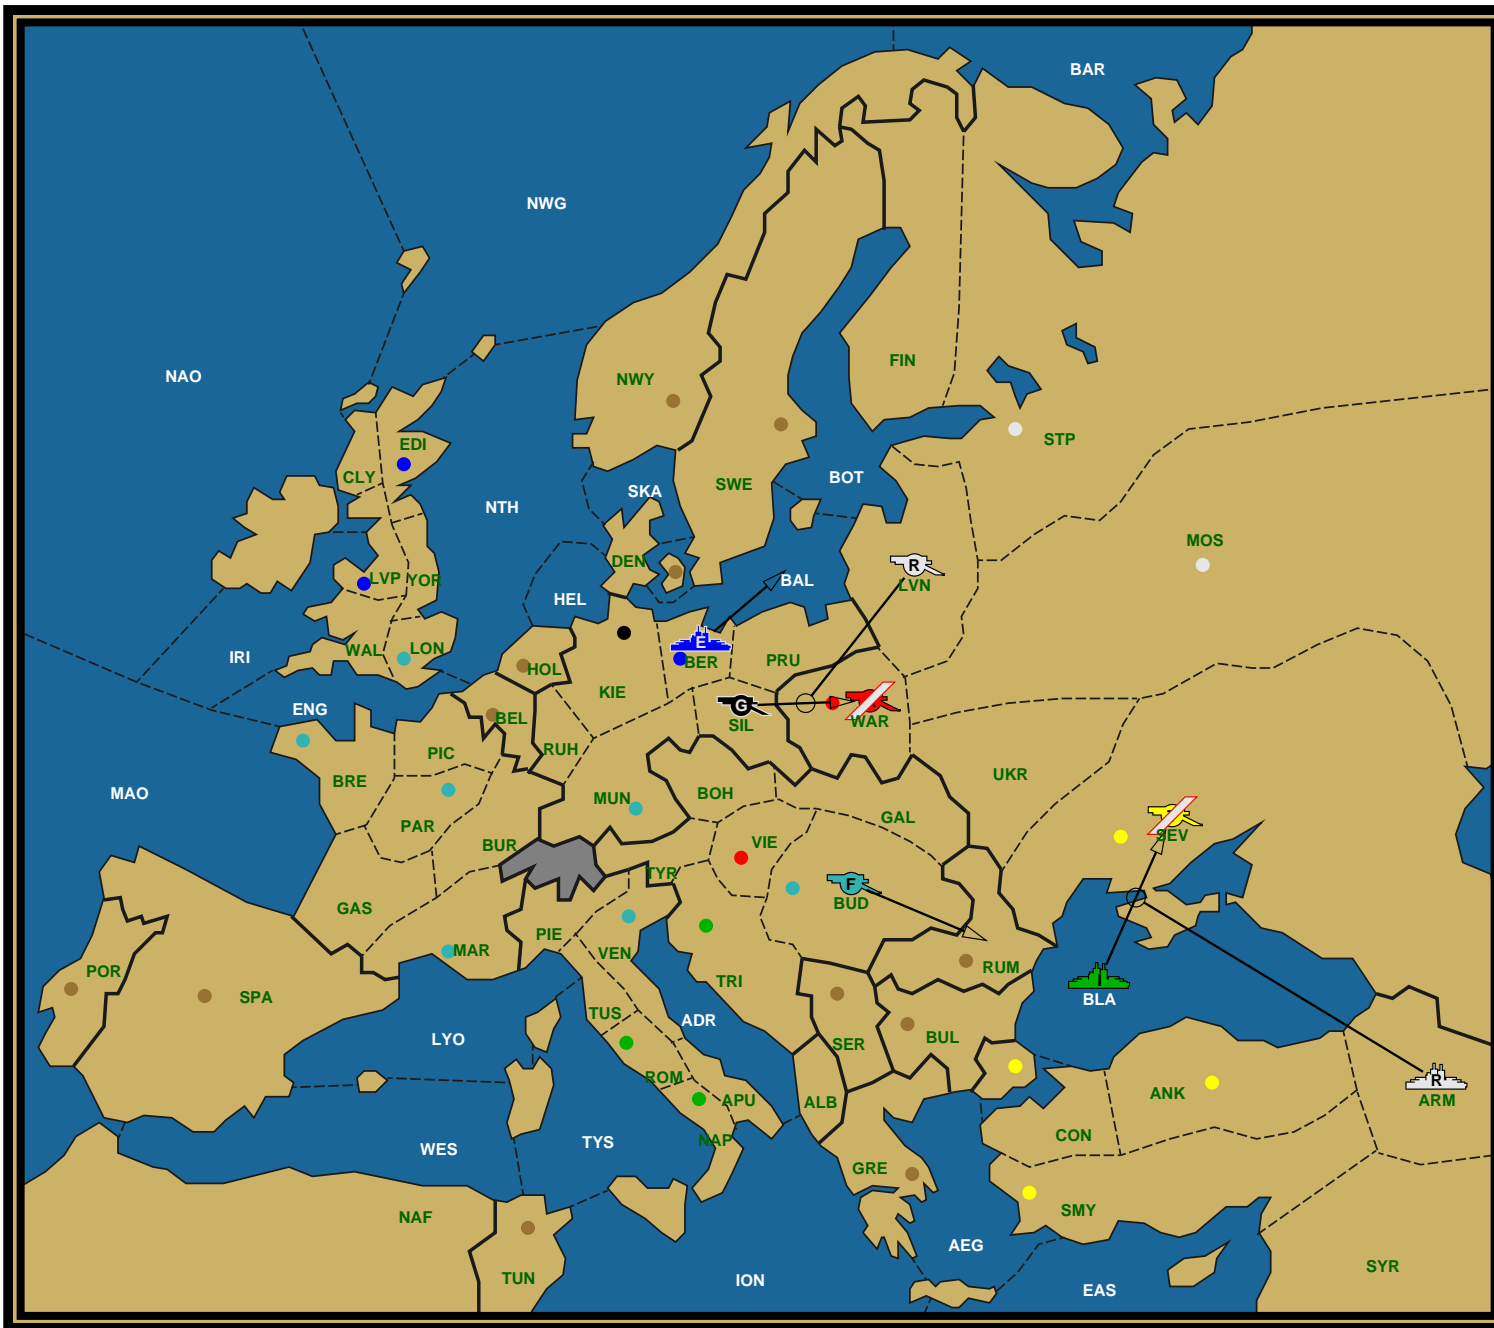 BAR
NWG
NAO
FIN
NWY
STP
EDI
CLY
SWE
BOT
SKA
NTH
MOS
DEN
R
LVP YOR
BAL
LVN
HEL
E
WAL LON
IRI
HOL
BER
PRU
KIE
G
ENG
BEL
SIL
WAR
RUH
PIC
UKR
BRE
MAO
BOH
MUN
GAL
PAR
SEV
BUR
VIE
TYR
F
BUD
GAS
PIE
MAR
VEN
RUM
POR
TRI
SPA
I
BLA
TUS
ADR
LYO
BUL
SER
ROM
R
ANK
APU
ALB
ARM
CON
NAP
TYS
WES
GRE
SMY
NAF
AEG
SYR
TUN
ION
EAS